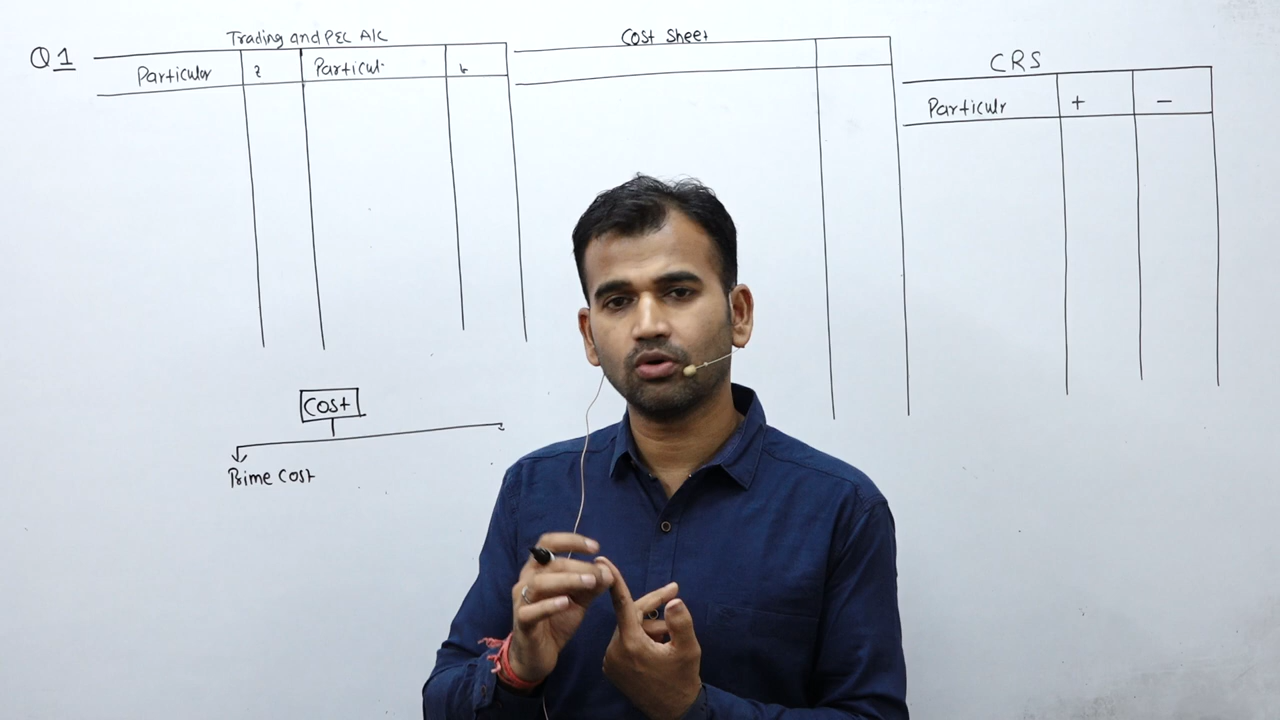 Q1
Trading and P&L A/c
Particular ₹ Particul.
Cost Sheet
CRS
Particulr + -
Cost
Prime Cost